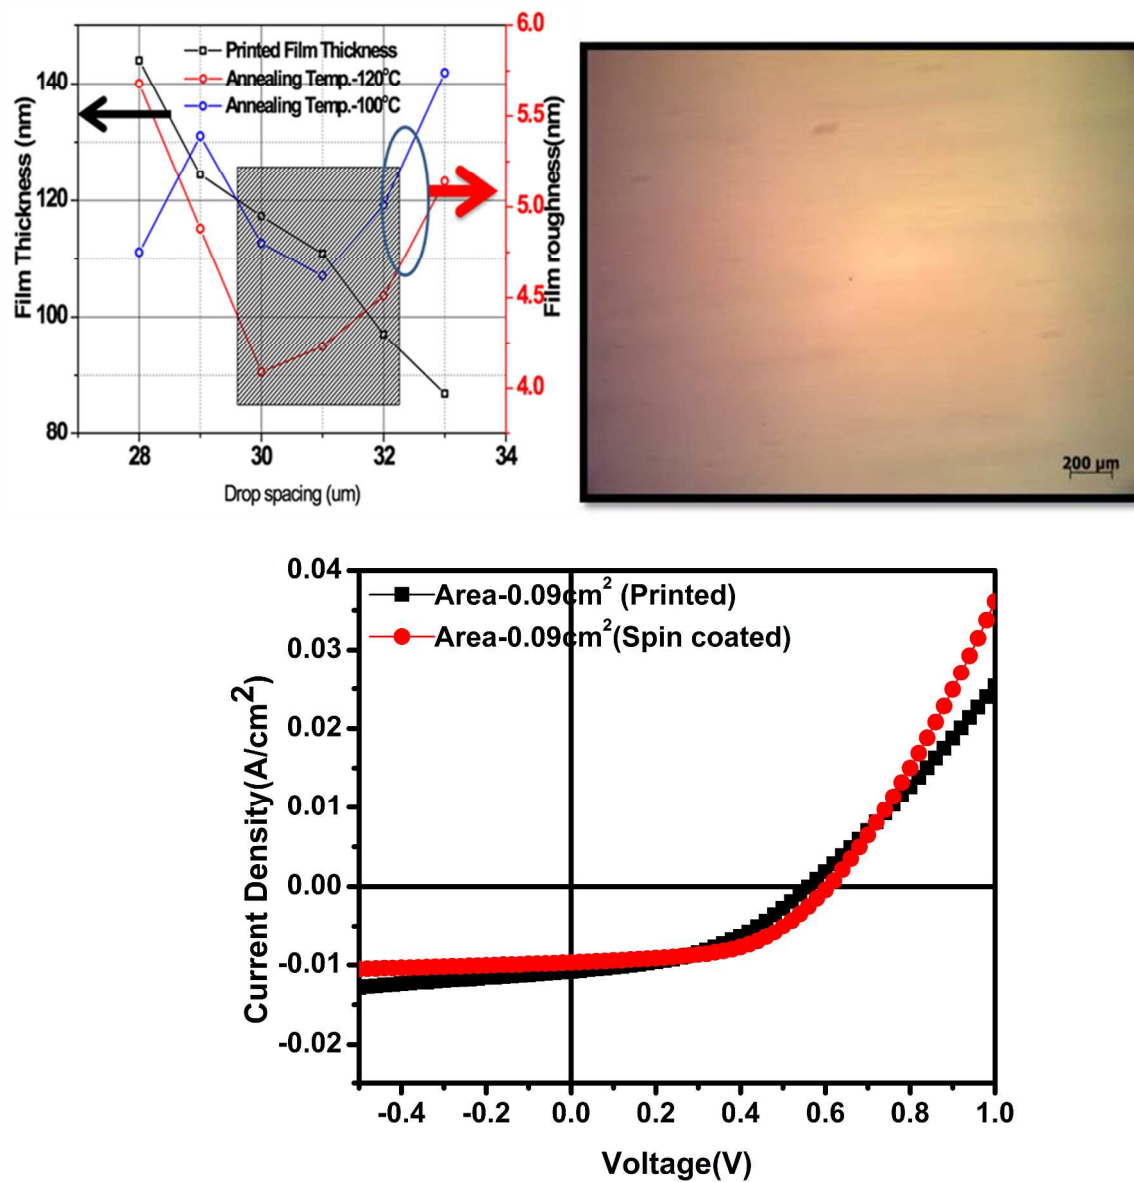 6.0
Printed Film Thickness
Annealing Temp.-120°C
Annealing Temp.-100°C
140
120
100
80
5.5
5.0
4.5
4.0
Film Thickness (nm)
Film roughness(nm)
28 30 32 34
Drop spacing (um)
200 µm
0.04
0.03
0.02
0.01
0.00
-0.01
-0.02
Area-0.09cm² (Printed)
Area-0.09cm²(Spin coated)
Current Density(A/cm²)
-0.4 -0.2 0.0 0.2 0.4 0.6 0.8 1.0
Voltage(V)